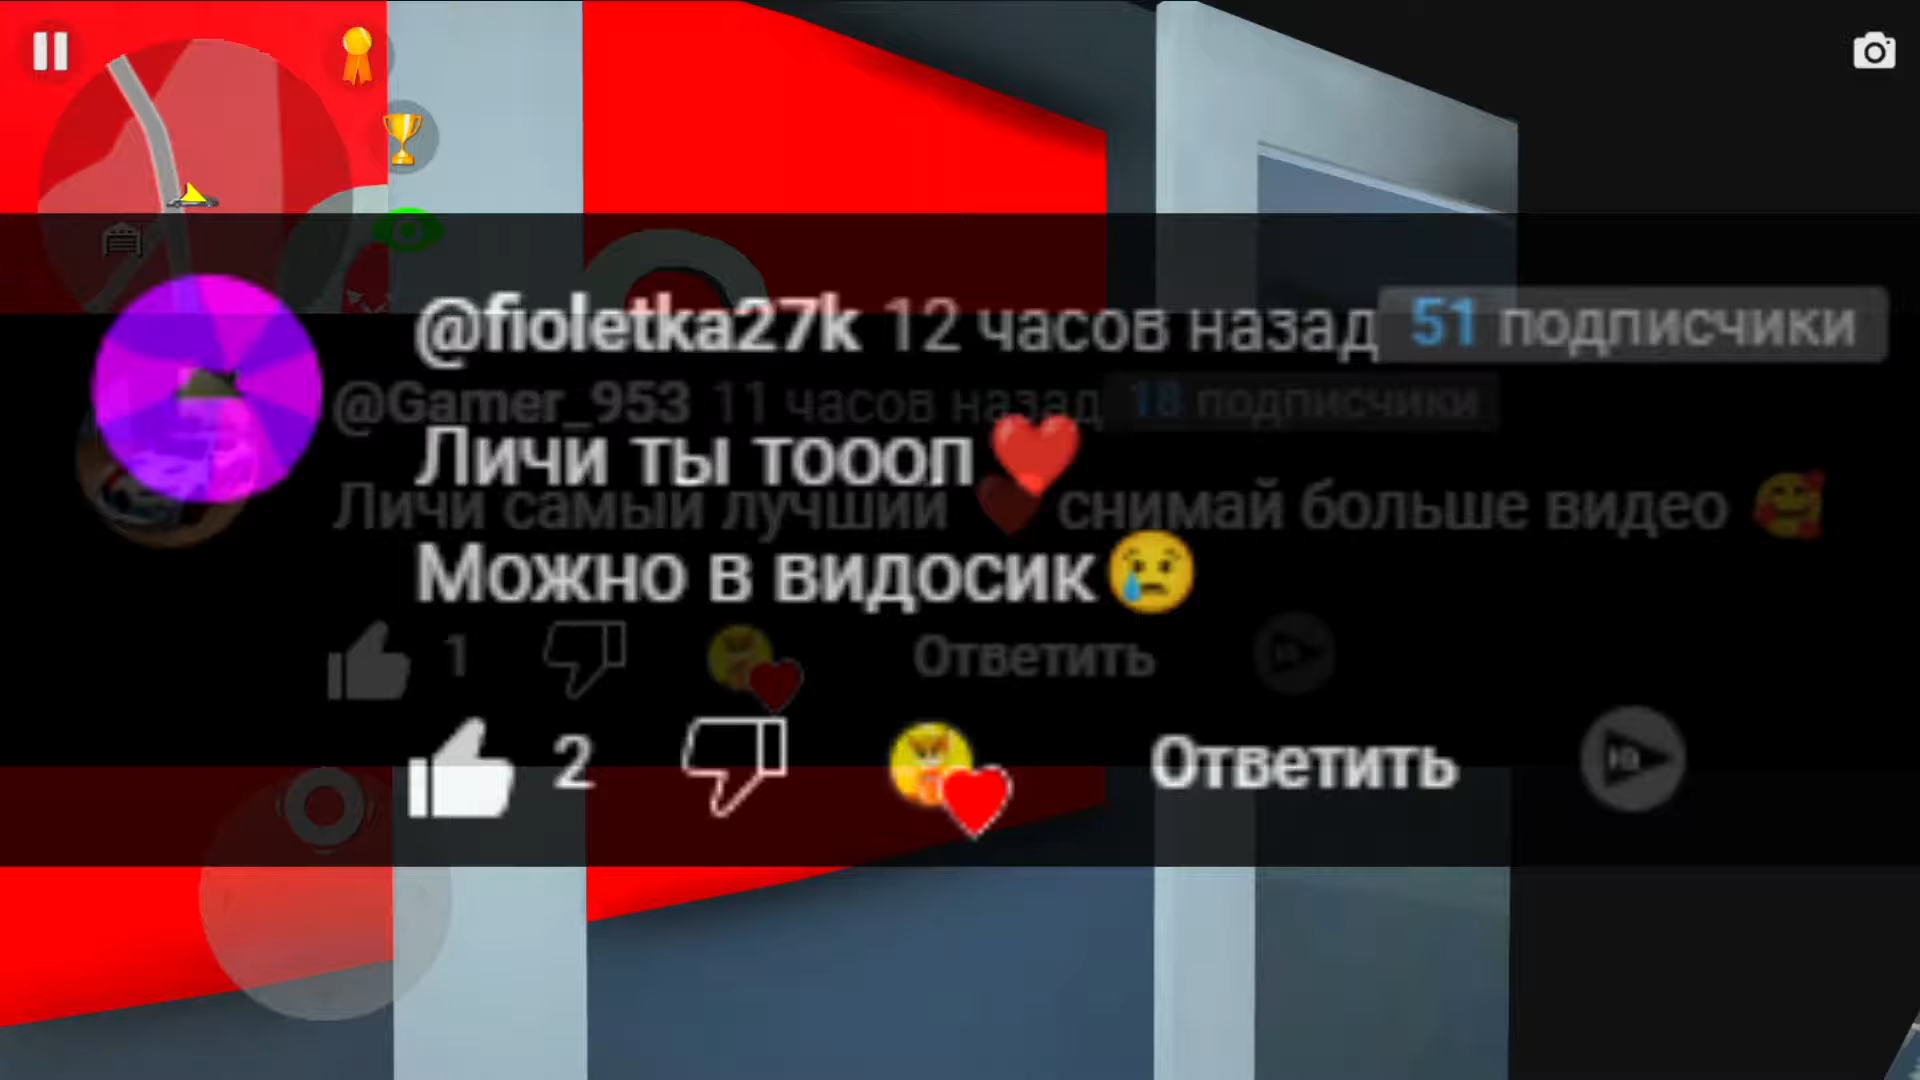 @fioletka27k 12 часов назад 51 подписчики
@Gamer_953 11 часов назад 18 подписчики
Личи ты тоооп❤️
Личи самый лучший ❤️ снимай больше видео 🥰
Можно в видосик😢
1 Ответить
2 Ответить